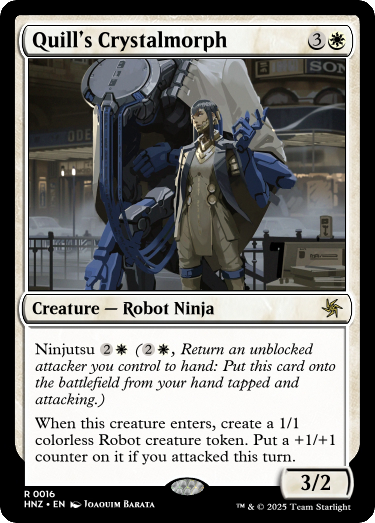 Quill's Crystalmorph 3
SON
Creature — Robot Ninja
Ninjutsu 2 (2, Return an unblocked
attacker you control to hand: Put this card onto
the battlefield from your hand tapped and
attacking.)
When this creature enters, create a 1/1
colorless Robot creature token. Put a +1/+1
counter on it if you attacked this turn.
3/2
R 0016
HNZ • EN Joaquim Barata
™ & © 2025 Team Starlight